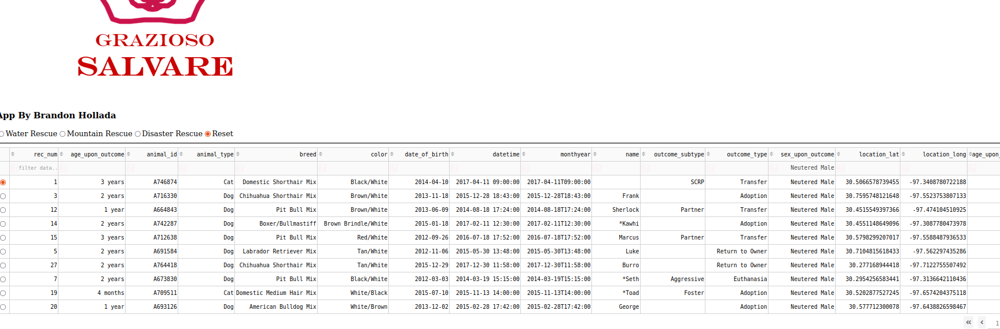 GRAZIOSO
SALVARE
App By Brandon Hollada
Water Rescue Mountain Rescue Disaster Rescue Reset
rec_num age_upon_outcome animal_id animal_type breed color date_of_birth datetime monthyear name outcome_subtype outcome_type sex_upon_outcome location_lat location_long age_upon_
filter data.. Neutered Male
1 3 years A746874 Cat Domestic Shorthair Mix Black/White 2014-04-10 2017-04-11 09:00:00 2017-04-11T09:00:00 SCRP Transfer Neutered Male 30.5066578739455 -97.3408780722188
3 2 years A716330 Dog Chihuahua Shorthair Mix Brown/White 2013-11-18 2015-12-28 18:43:00 2015-12-28T18:43:00 Frank Adoption Neutered Male 30.7595748121648 -97.5523753807133
12 1 year A664843 Dog Pit Bull Mix Brown/White 2013-06-09 2014-08-18 17:24:00 2014-08-18T17:24:00 Sherlock Partner Transfer Neutered Male 30.4515549397366 -97.474104510925
14 2 years A742287 Dog Boxer/Bullmastiff Brown Brindle/White 2015-01-18 2017-02-11 12:30:00 2017-02-11T12:30:00 *Kawhi Adoption Neutered Male 30.4551148649096 -97.3087780473978
15 3 years A712638 Dog Pit Bull Mix Red/White 2012-09-26 2016-07-18 17:52:00 2016-07-18T17:52:00 Marcus Partner Transfer Neutered Male 30.5798299207017 -97.5588487936533
5 2 years A691584 Dog Labrador Retriever Mix Tan/White 2012-11-06 2015-05-30 13:48:00 2015-05-30T13:48:00 Luke Return to Owner Neutered Male 30.7104815618433 -97.562297435286
27 2 years A764418 Dog Chihuahua Shorthair Mix Tan/White 2015-12-29 2017-12-30 11:58:00 2017-12-30T11:58:00 Burro Return to Owner Neutered Male 30.277168944418 -97.7122755507492
7 2 years A673830 Dog Pit Bull Mix Black/White 2012-03-03 2014-03-19 15:15:00 2014-03-19T15:15:00 *Seth Aggressive Euthanasia Neutered Male 30.2954256583441 -97.3136642110436
19 4 months A709511 Cat Domestic Medium Hair Mix White/Black 2015-07-10 2015-11-13 14:00:00 2015-11-13T14:00:00 *Toad Foster Adoption Neutered Male 30.5202877527245 -97.6574204375118
20 1 year A693126 Dog American Bulldog Mix White/Brown 2013-12-02 2015-02-28 17:42:00 2015-02-28T17:42:00 George Adoption Neutered Male 30.577712300078 -97.6438826598467
« ‹ 1